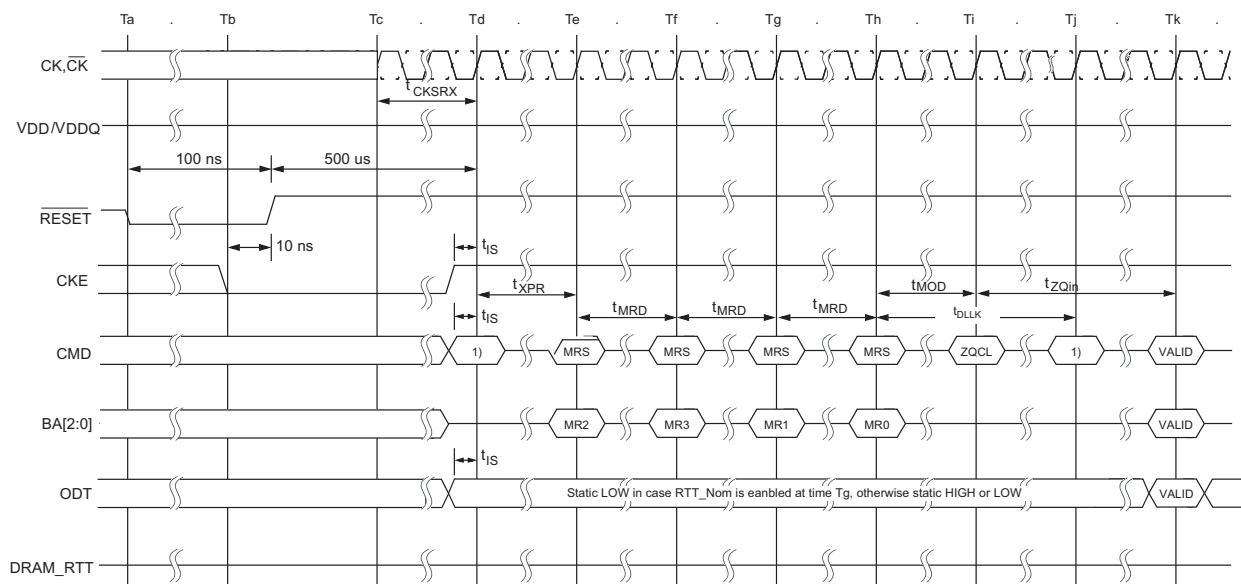 Ta . Tb Tc . Td . Te . Tf . Tg . Th . Ti . Tj . Tk .
CK,CK
tCKSRX
VDD/VDDQ
100 ns 500 us
RESET
10 ns tIS
CKE
tXPR tMOD tZQin
tIS tMRD tMRD tMRD tDLLK
CMD 1) MRS MRS MRS MRS ZQCL 1) VALID
BA[2:0] MR2 MR3 MR1 MR0 VALID
tIS
ODT Static LOW in case RTT_Nom is eanbled at time Tg, otherwise static HIGH or LOW VALID
DRAM_RTT